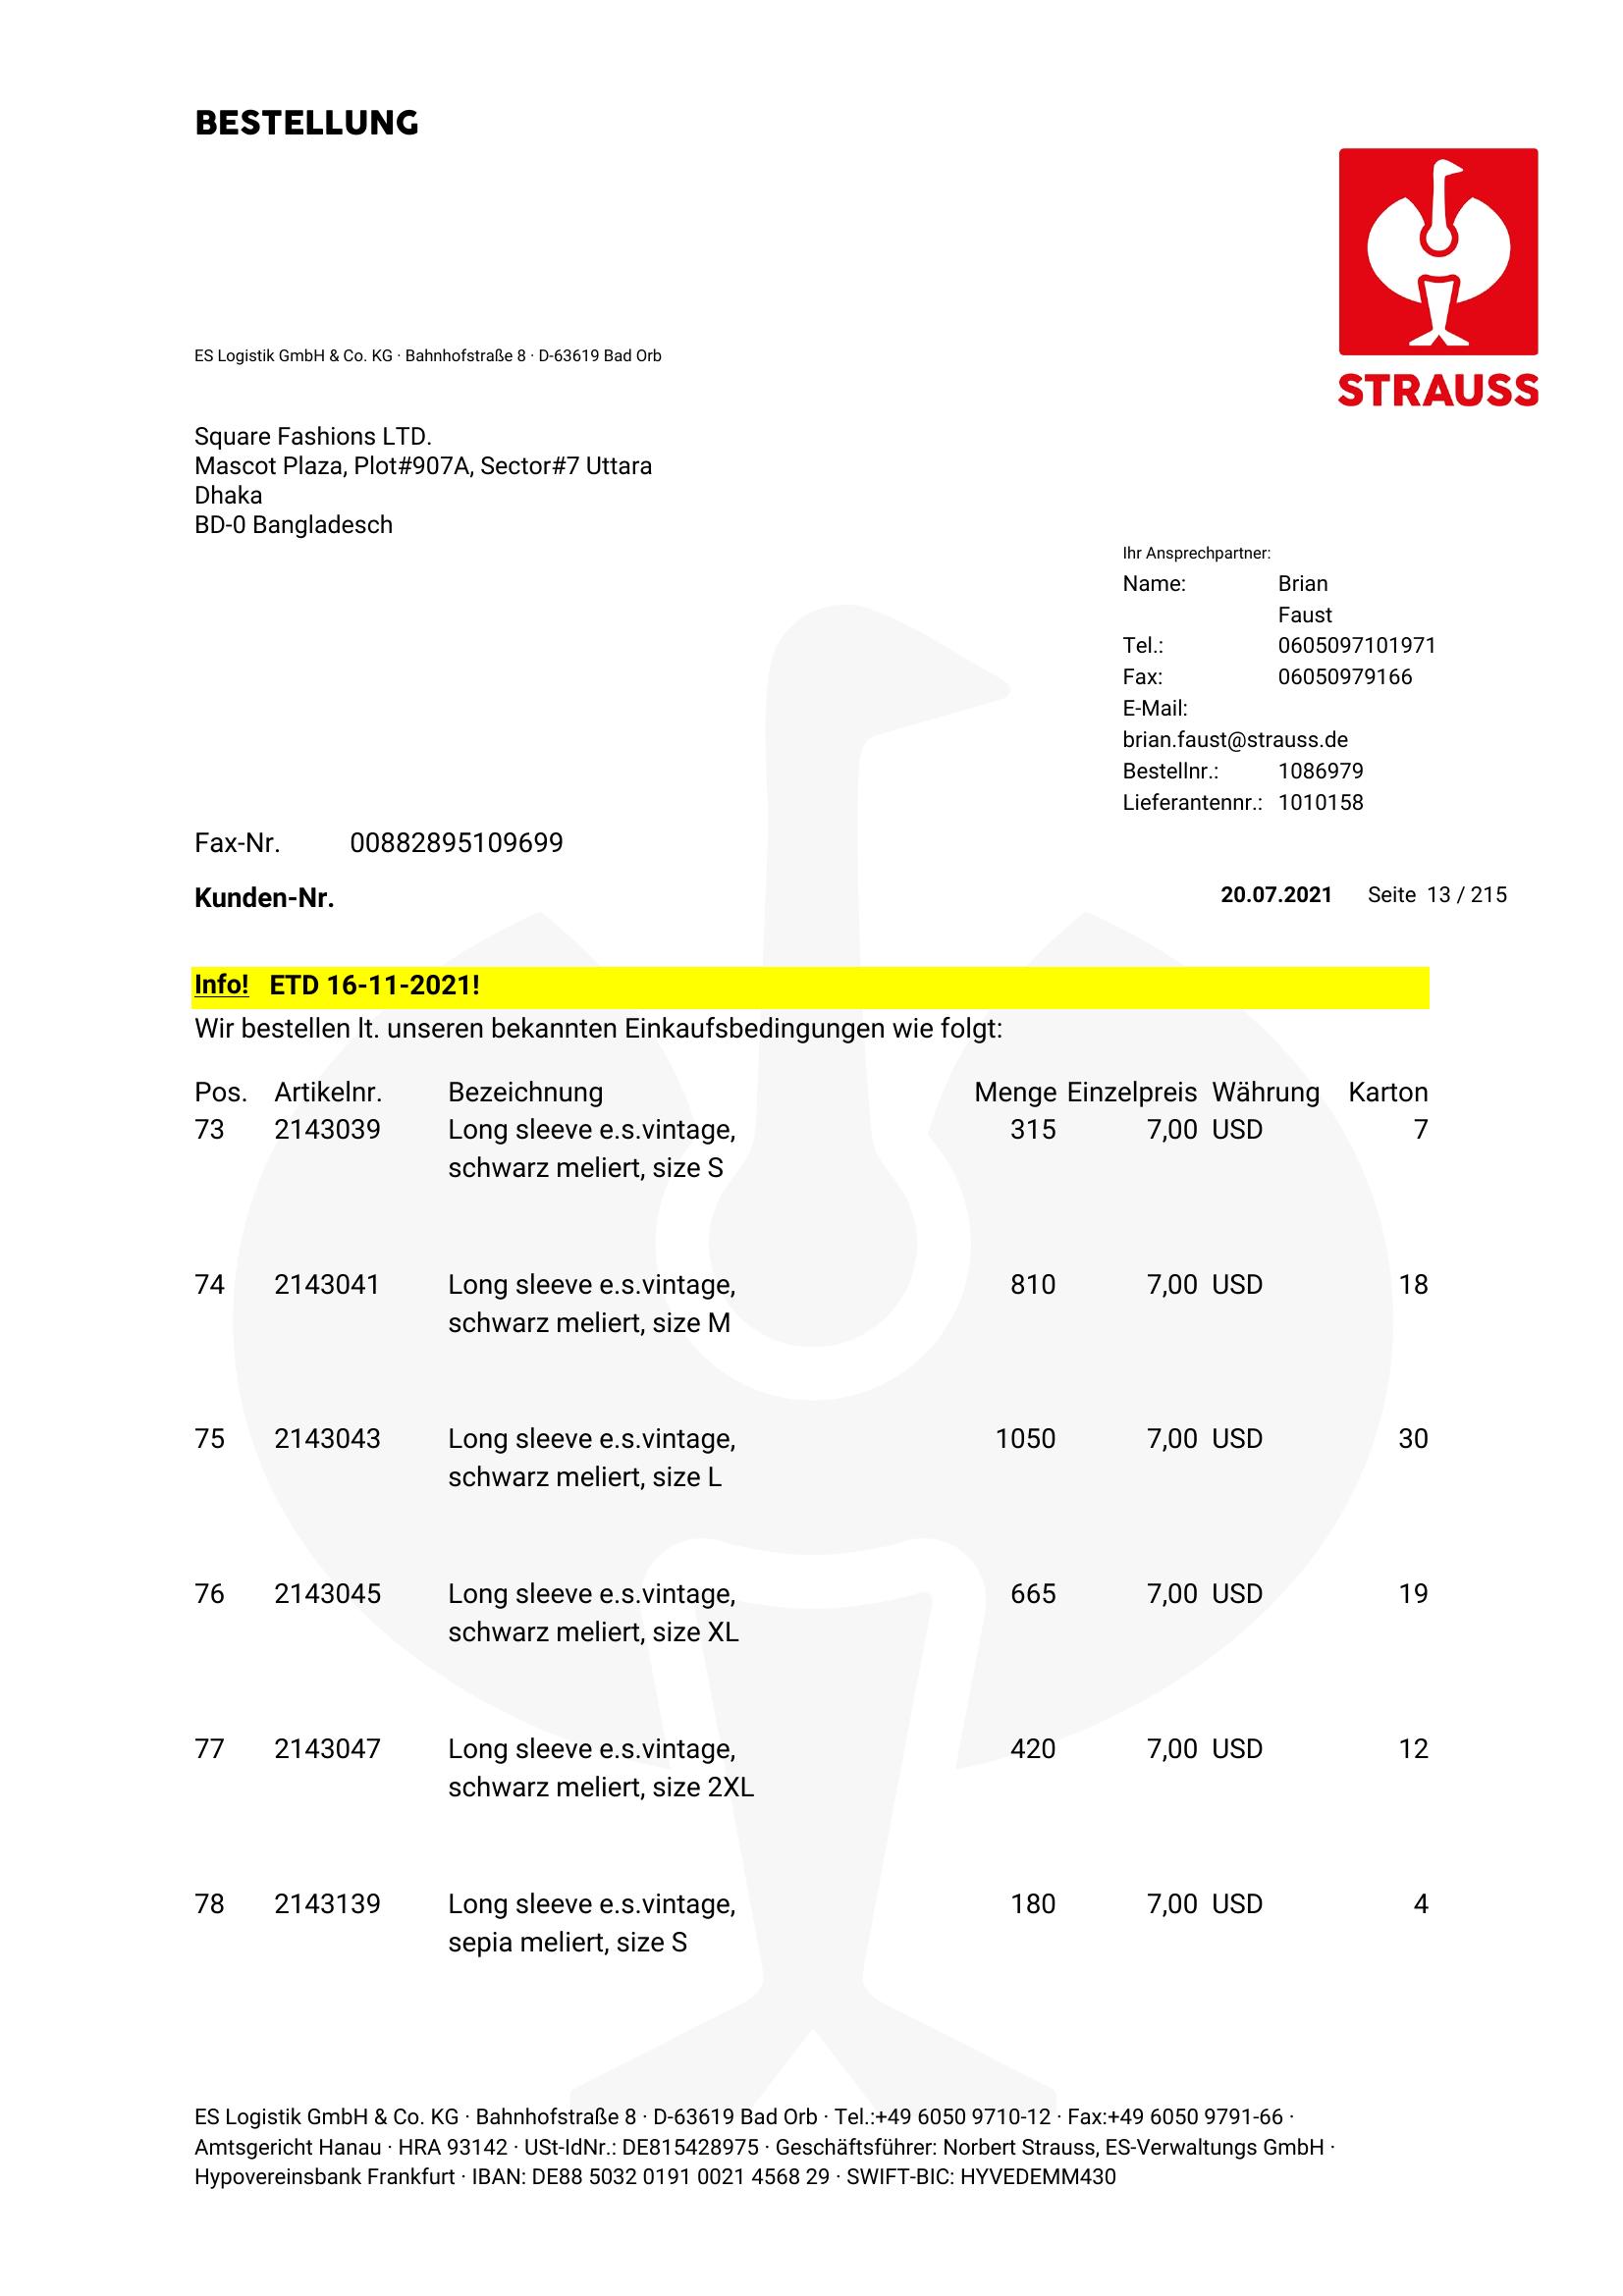 BESTELLUNG
STRAUSS
ES Logistik GmbH & Co. KG · Bahnhofstraße 8 · D-63619 Bad Orb
Square Fashions LTD.
Mascot Plaza, Plot#907A, Sector#7 Uttara
Dhaka
BD-0 Bangladesch
Ihr Ansprechpartner:
Name: Brian
Faust
Tel.: 0605097101971
Fax: 06050979166
E-Mail:
brian.faust@strauss.de
Bestellnr.: 1086979
Lieferantennr.: 1010158
Fax-Nr. 00882895109699
Kunden-Nr. 20.07.2021 Seite 13 / 215
Info! ETD 16-11-2021!
Wir bestellen lt. unseren bekannten Einkaufsbedingungen wie folgt:
Pos. Artikelnr. Bezeichnung Menge Einzelpreis Währung Karton
73 2143039 Long sleeve e.s.vintage, 315 7,00 USD 7
schwarz meliert, size S
74 2143041 Long sleeve e.s.vintage, 810 7,00 USD 18
schwarz meliert, size M
75 2143043 Long sleeve e.s.vintage, 1050 7,00 USD 30
schwarz meliert, size L
76 2143045 Long sleeve e.s.vintage, 665 7,00 USD 19
schwarz meliert, size XL
77 2143047 Long sleeve e.s.vintage, 420 7,00 USD 12
schwarz meliert, size 2XL
78 2143139 Long sleeve e.s.vintage, 180 7,00 USD 4
sepia meliert, size S
ES Logistik GmbH & Co. KG · Bahnhofstraße 8 · D-63619 Bad Orb · Tel.:+49 6050 9710-12 · Fax:+49 6050 9791-66 ·
Amtsgericht Hanau · HRA 93142 · USt-IdNr.: DE815428975 · Geschäftsführer: Norbert Strauss, ES-Verwaltungs GmbH ·
Hypovereinsbank Frankfurt · IBAN: DE88 5032 0191 0021 4568 29 · SWIFT-BIC: HYVEDEMM430